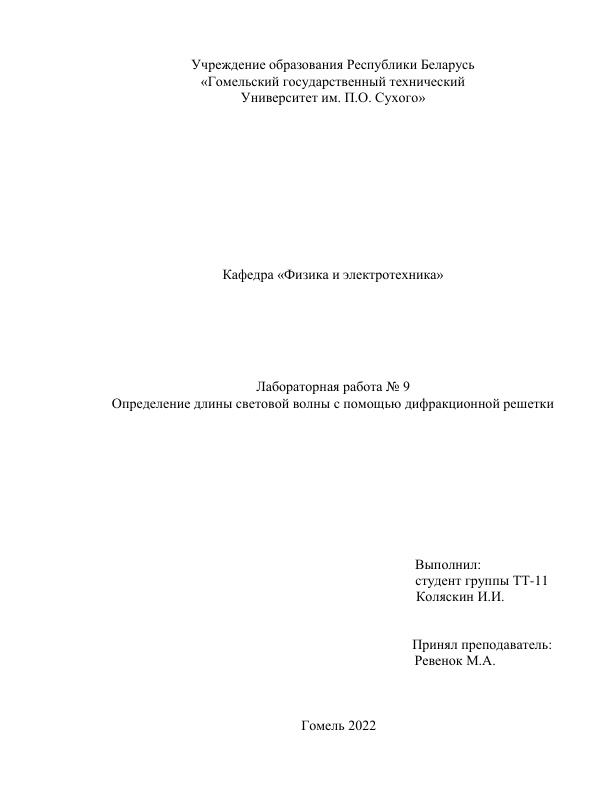 Учреждение образования Республики Беларусь
«Гомельский государственный технический
Университет им. П.О. Сухого»
Кафедра «Физика и электротехника»
Лабораторная работа № 9
Определение длины световой волны с помощью дифракционной решетки
Выполнил:
студент группы ТТ-11
Коляскин И.И.
Принял преподаватель:
Ревенок М.А.
Гомель 2022